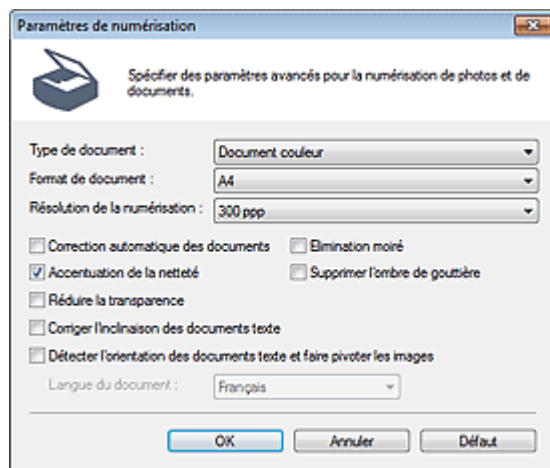 Paramètres de numérisation
Spécifier des paramètres avancés pour la numérisation de photos et de
documents.
Type de document :
Document couleur
Format de document :
A4
Résolution de la numérisation :
300 ppp
Correction automatique des documents
Elimination moiré
Accentuation de la netteté
Supprimer l'ombre de gouttière
Réduire la transparence
Corriger l'inclinaison des documents texte
Détecter l'orientation des documents texte et faire pivoter les images
Langue du document :
Français
OK
Annuler
Défaut